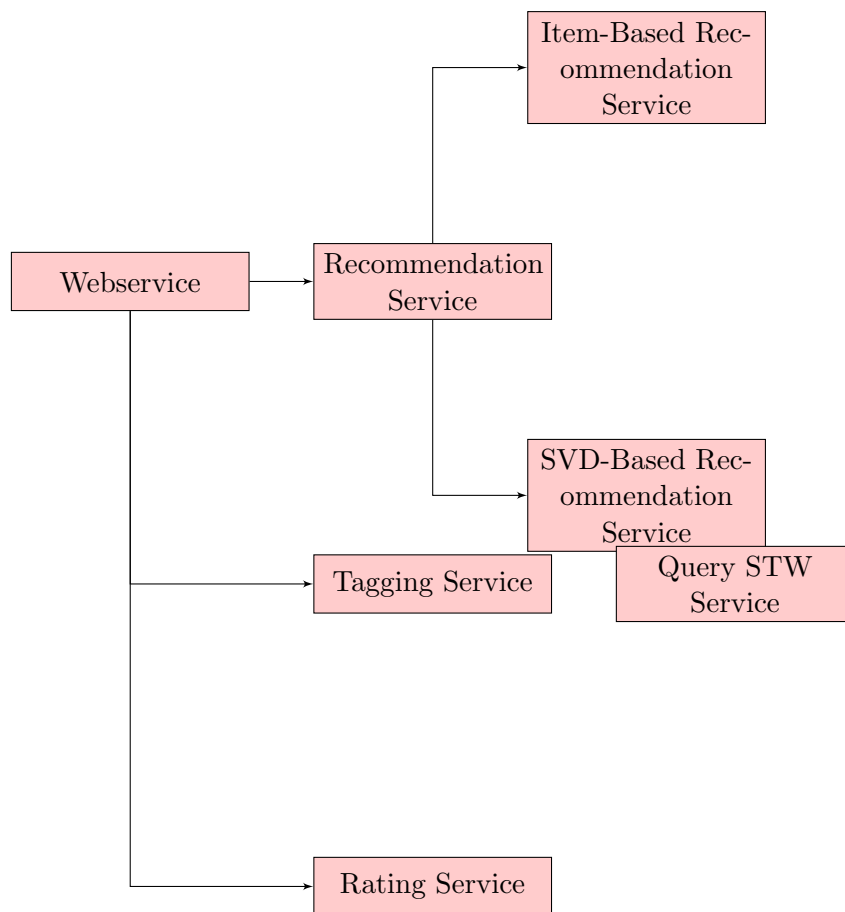 Item-Based Rec-
ommendation
Service
Webservice
Recommendation
Service
SVD-Based Rec-
ommendation
Service
Tagging Service
Query STW
Service
Rating Service